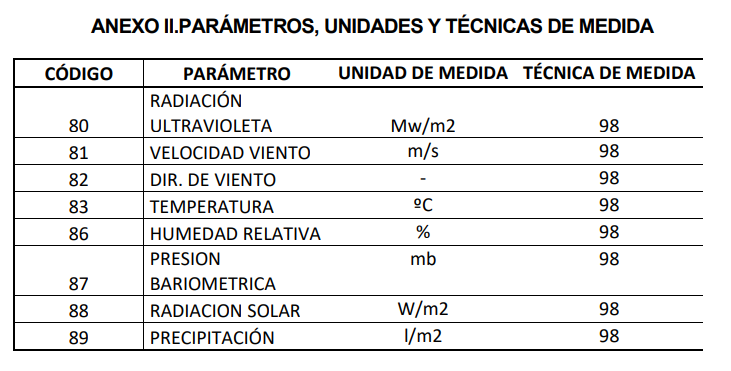 ANEXO II.PARÁMETROS, UNIDADES Y TÉCNICAS DE MEDIDA
CÓDIGO PARÁMETRO UNIDAD DE MEDIDA TÉCNICA DE MEDIDA
RADIACIÓN
80 ULTRAVIOLETA Mw/m2 98
81 VELOCIDAD VIENTO m/s 98
82 DIR. DE VIENTO - 98
83 TEMPERATURA ºC 98
86 HUMEDAD RELATIVA % 98
PRESION mb 98
87 BARIOMETRICA
88 RADIACION SOLAR W/m2 98
89 PRECIPITACIÓN l/m2 98